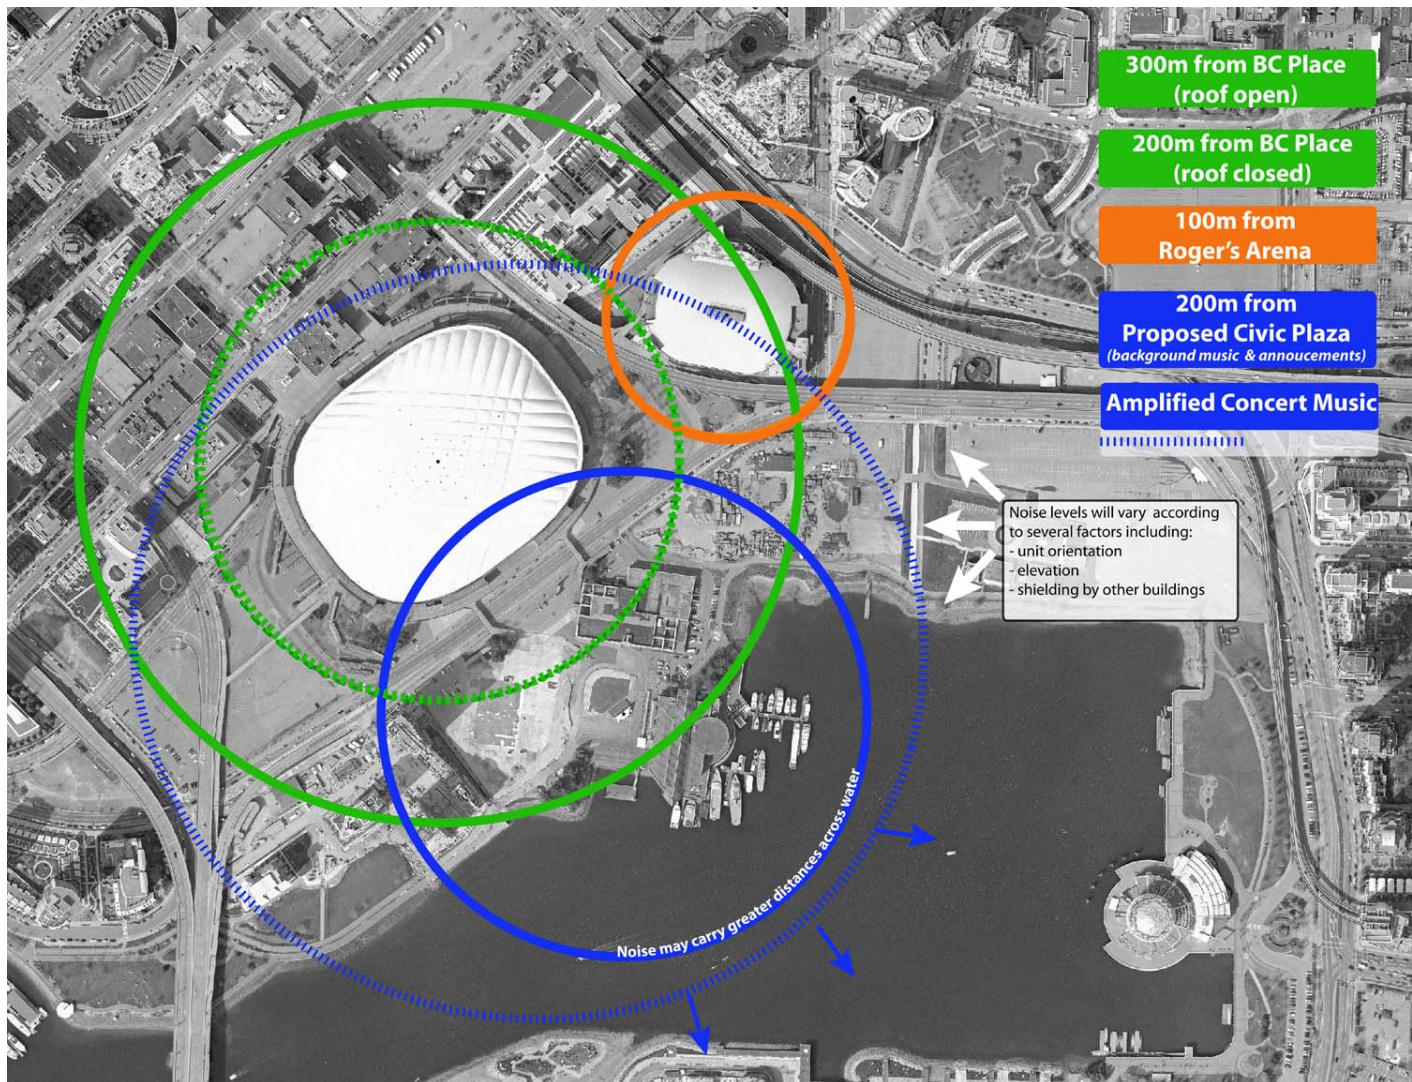 300m from BC Place
(roof open)
200m from BC Place
(roof closed)
100m from
Roger's Arena
200m from
Proposed Civic Plaza
(background music & annoucements)
Amplified Concert Music
Noise levels will vary according
to several factors including:
- unit orientation
- elevation
- shielding by other buildings
Noise may carry greater distances across water